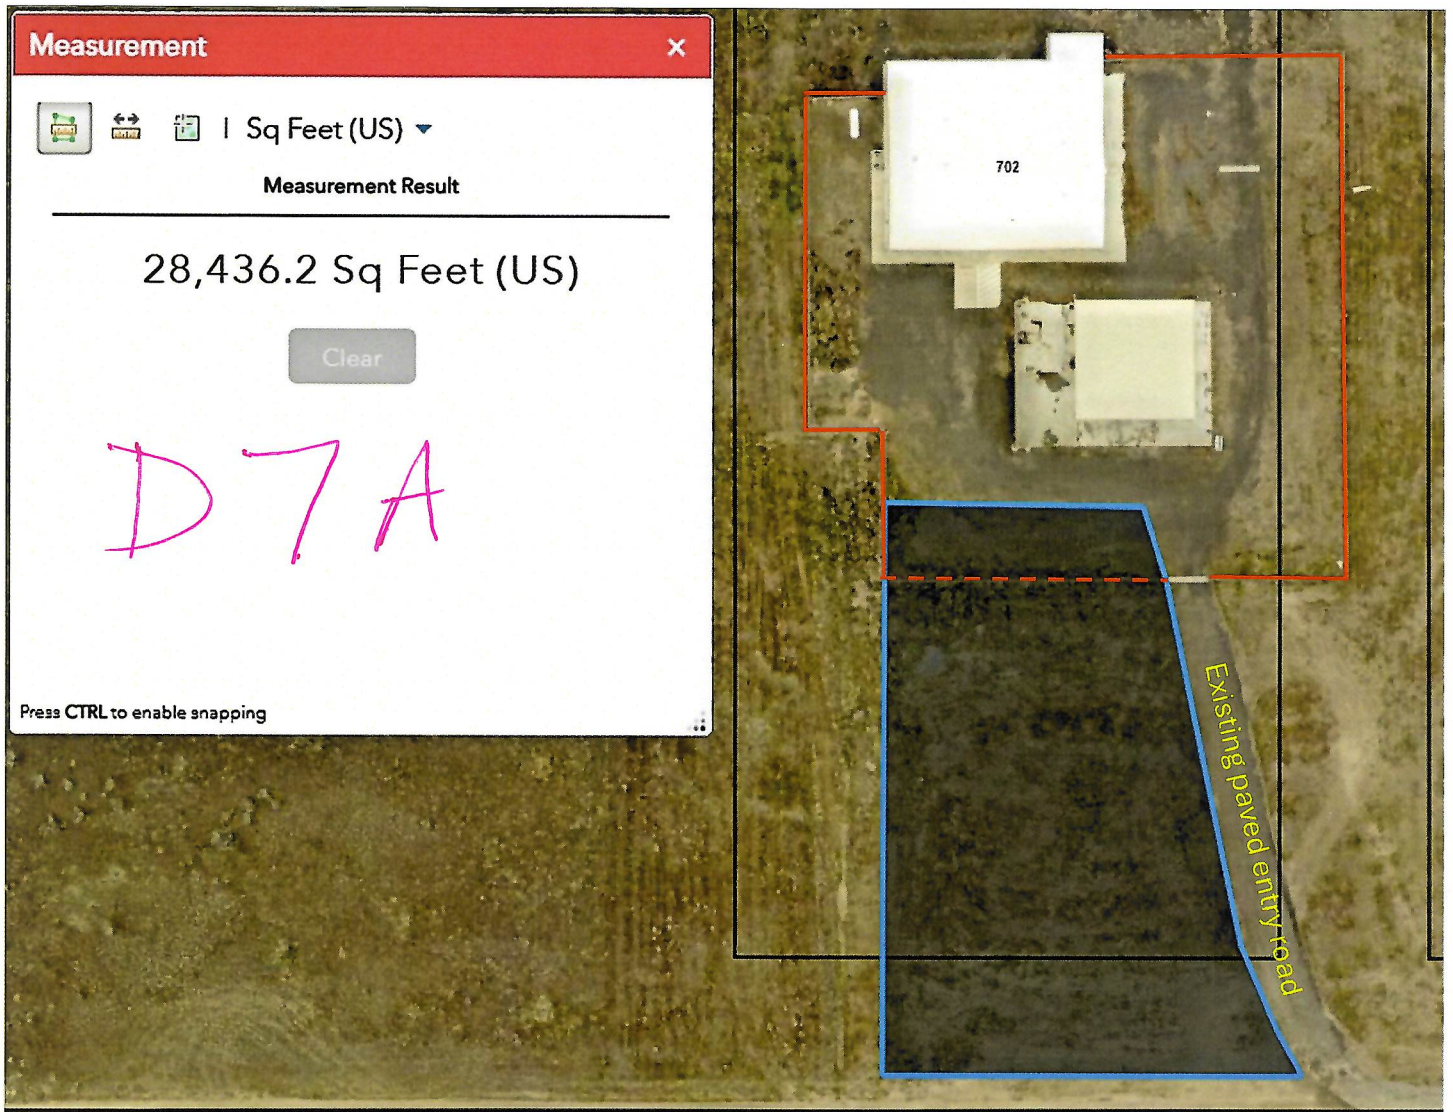 Measurement
| Sq Feet (US)
Measurement Result
28,436.2 Sq Feet (US)
Clear
D7A
Press CTRL to enable snapping
702
Existing paved entry road